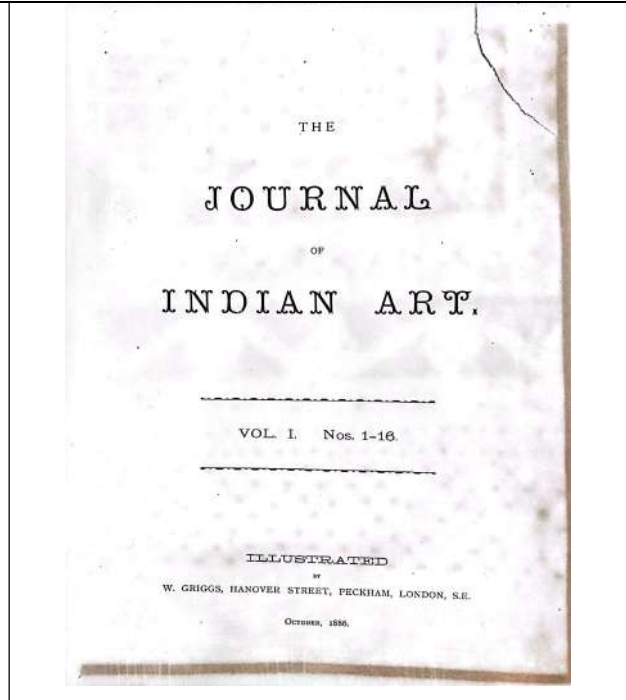 THE
JOURNAL
OF
INDIAN ART.
VOL. I. Nos. 1-16.
ILLUSTRATED
BY
W. GRIGGS, HANOVER STREET, PECKHAM, LONDON, S.E.
OCTOBER, 1886.